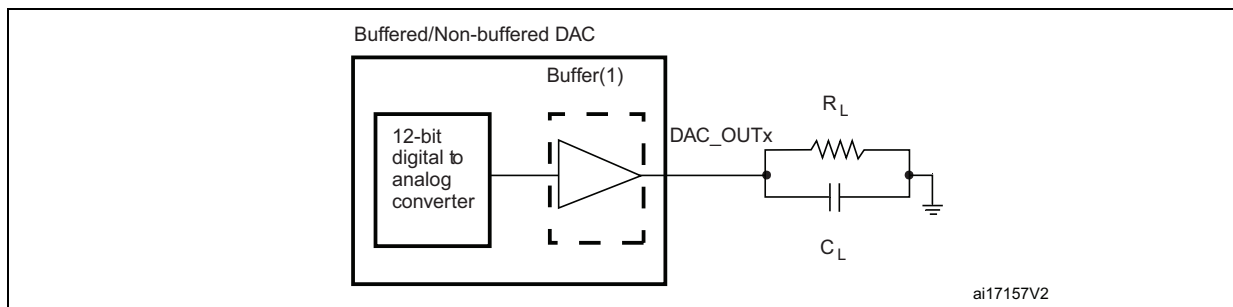 Buffered/Non-buffered DAC
Buffer(1)
12-bit
digital to
analog
converter
DAC_OUTx
R L
C L
ai17157V2